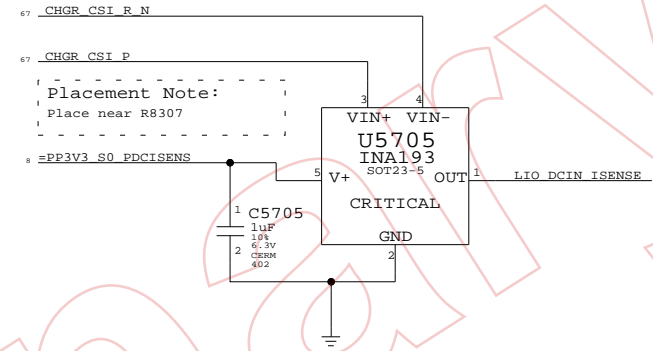 67 CHGR_CSI_R_N
67 CHGR_CSI_P
Placement Note:
Place near R8307
3 4
VIN+ VIN-
U5705
INA193
SOT23-5
8 =PP3V3_S0_PDCISENS
5 V+ OUT 1 LIO_DCIN_ISENSE
CRITICAL
GND
2
1 C5705
1uF
10%
6.3V
2 CERM
402